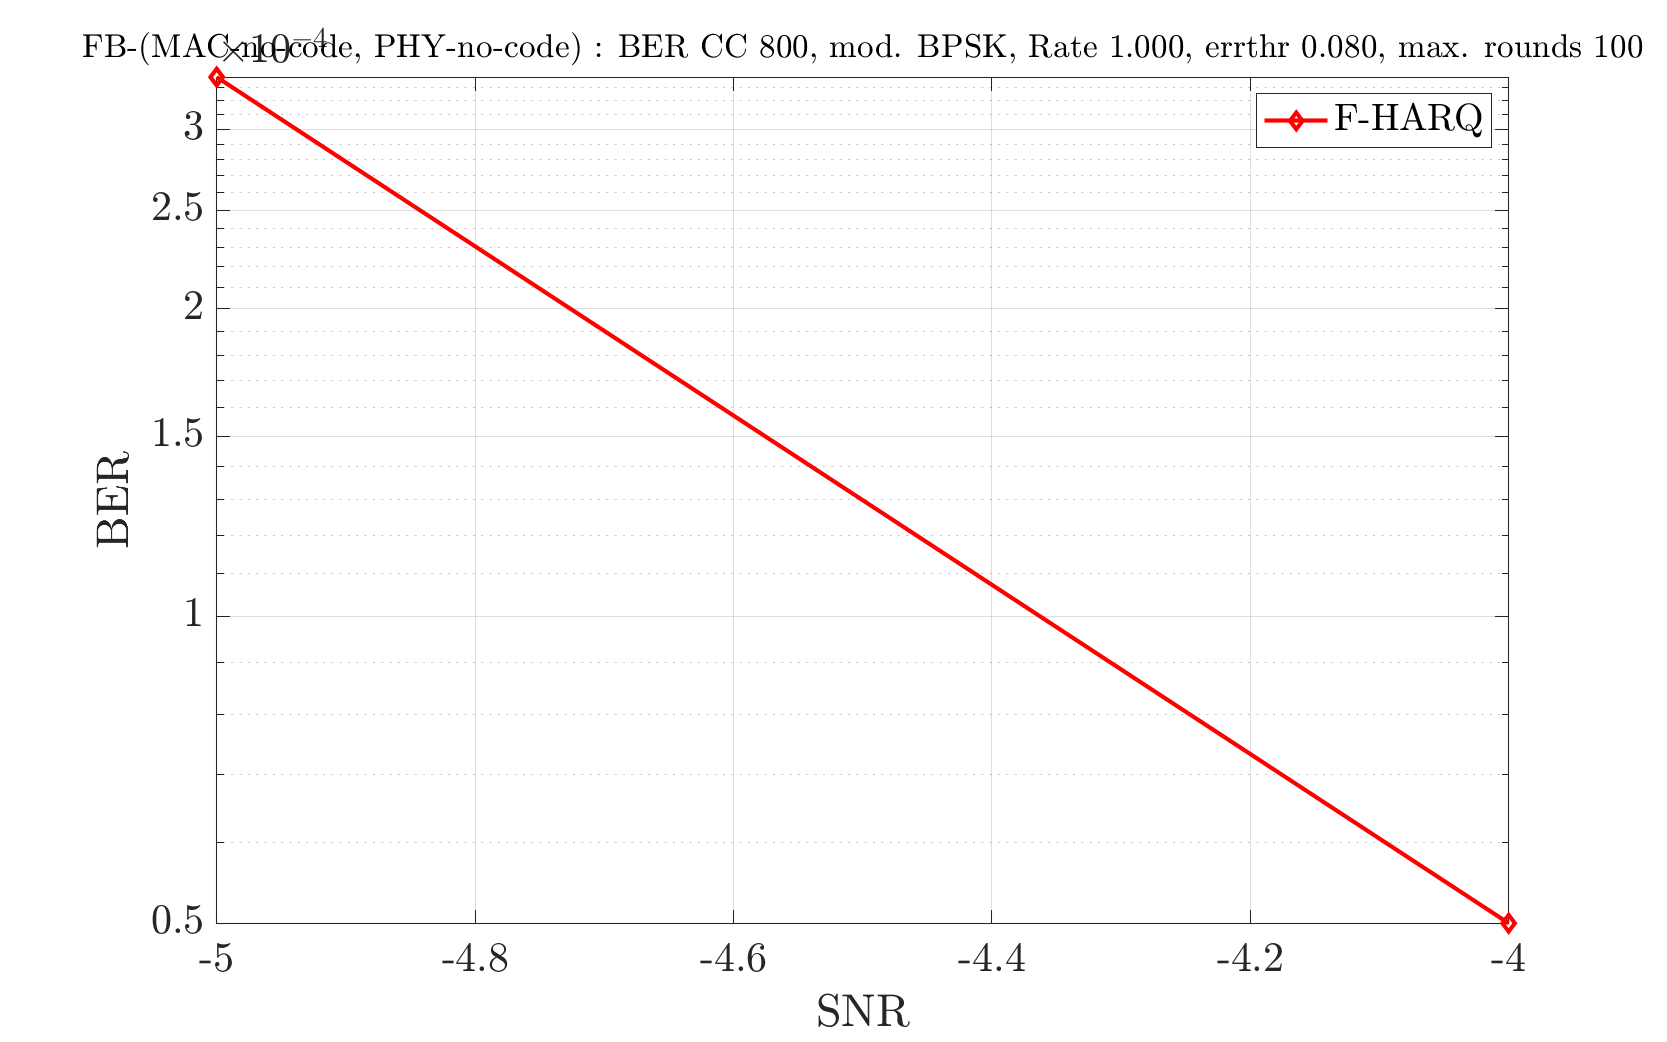 FB-(MAC-no-code, PHY-no-code) : BER CC 800, mod. BPSK, Rate 1.000, errthr 0.080, max. rounds 100
×10⁻⁴
F-HARQ
3
2.5
2
1.5
1
0.5
BER
-5 -4.8 -4.6 -4.4 -4.2 -4
SNR